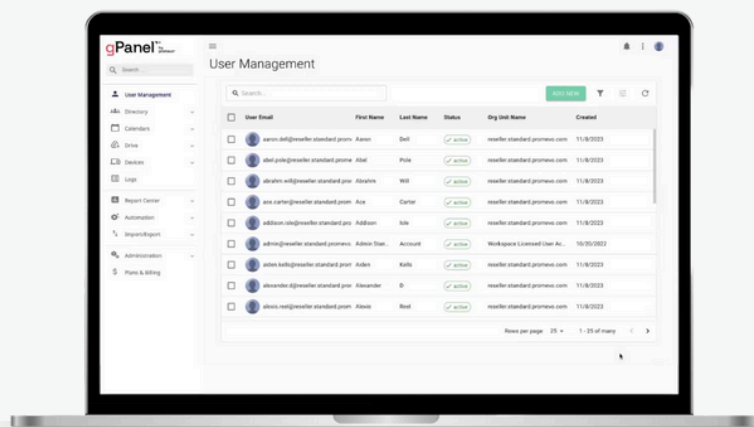 gPanel™ by promevo
Search ...
User Management
Directory
Calendars
Drive
Devices
Logs
Report Center
Automation
Import/Export
Administration
Plans & Billing
User Management
Search...
ADD NEW
User Email First Name Last Name Status Org Unit Name Created
aaron.dell@reseller.standard.prom Aaron Dell active reseller.standard.promevo.com 11/8/2023
abel.pole@reseller.standard.prome Abel Pole active reseller.standard.promevo.com 11/8/2023
abrahm.will@reseller.standard.pror Abrahm Will active reseller.standard.promevo.com 11/8/2023
ace.carter@reseller.standard.prom Ace Carter active reseller.standard.promevo.com 11/8/2023
addison.isle@reseller.standard.pro Addison Isle active reseller.standard.promevo.com 11/8/2023
admin@reseller.standard.promevo. Admin Stan... Account active Workspace Licensed User Ac... 10/20/2022
aiden.kells@reseller.standard.prom Aiden Kells active reseller.standard.promevo.com 11/8/2023
alexander.d@reseller.standard.pror Alexander D active reseller.standard.promevo.com 11/8/2023
alexis.rest@reseller.standard.prom Alexis Rest active reseller.standard.promevo.com 11/8/2023
Rows per page: 25 1 - 25 of many